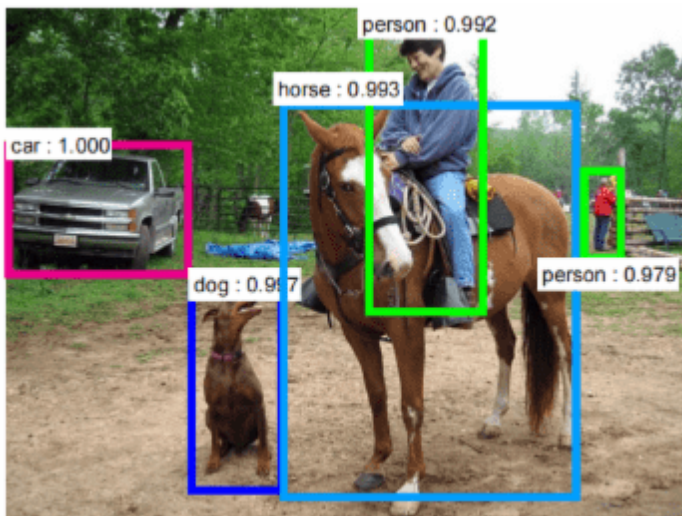 person : 0.992
horse : 0.993
car : 1.000
dog : 0.997
person : 0.979